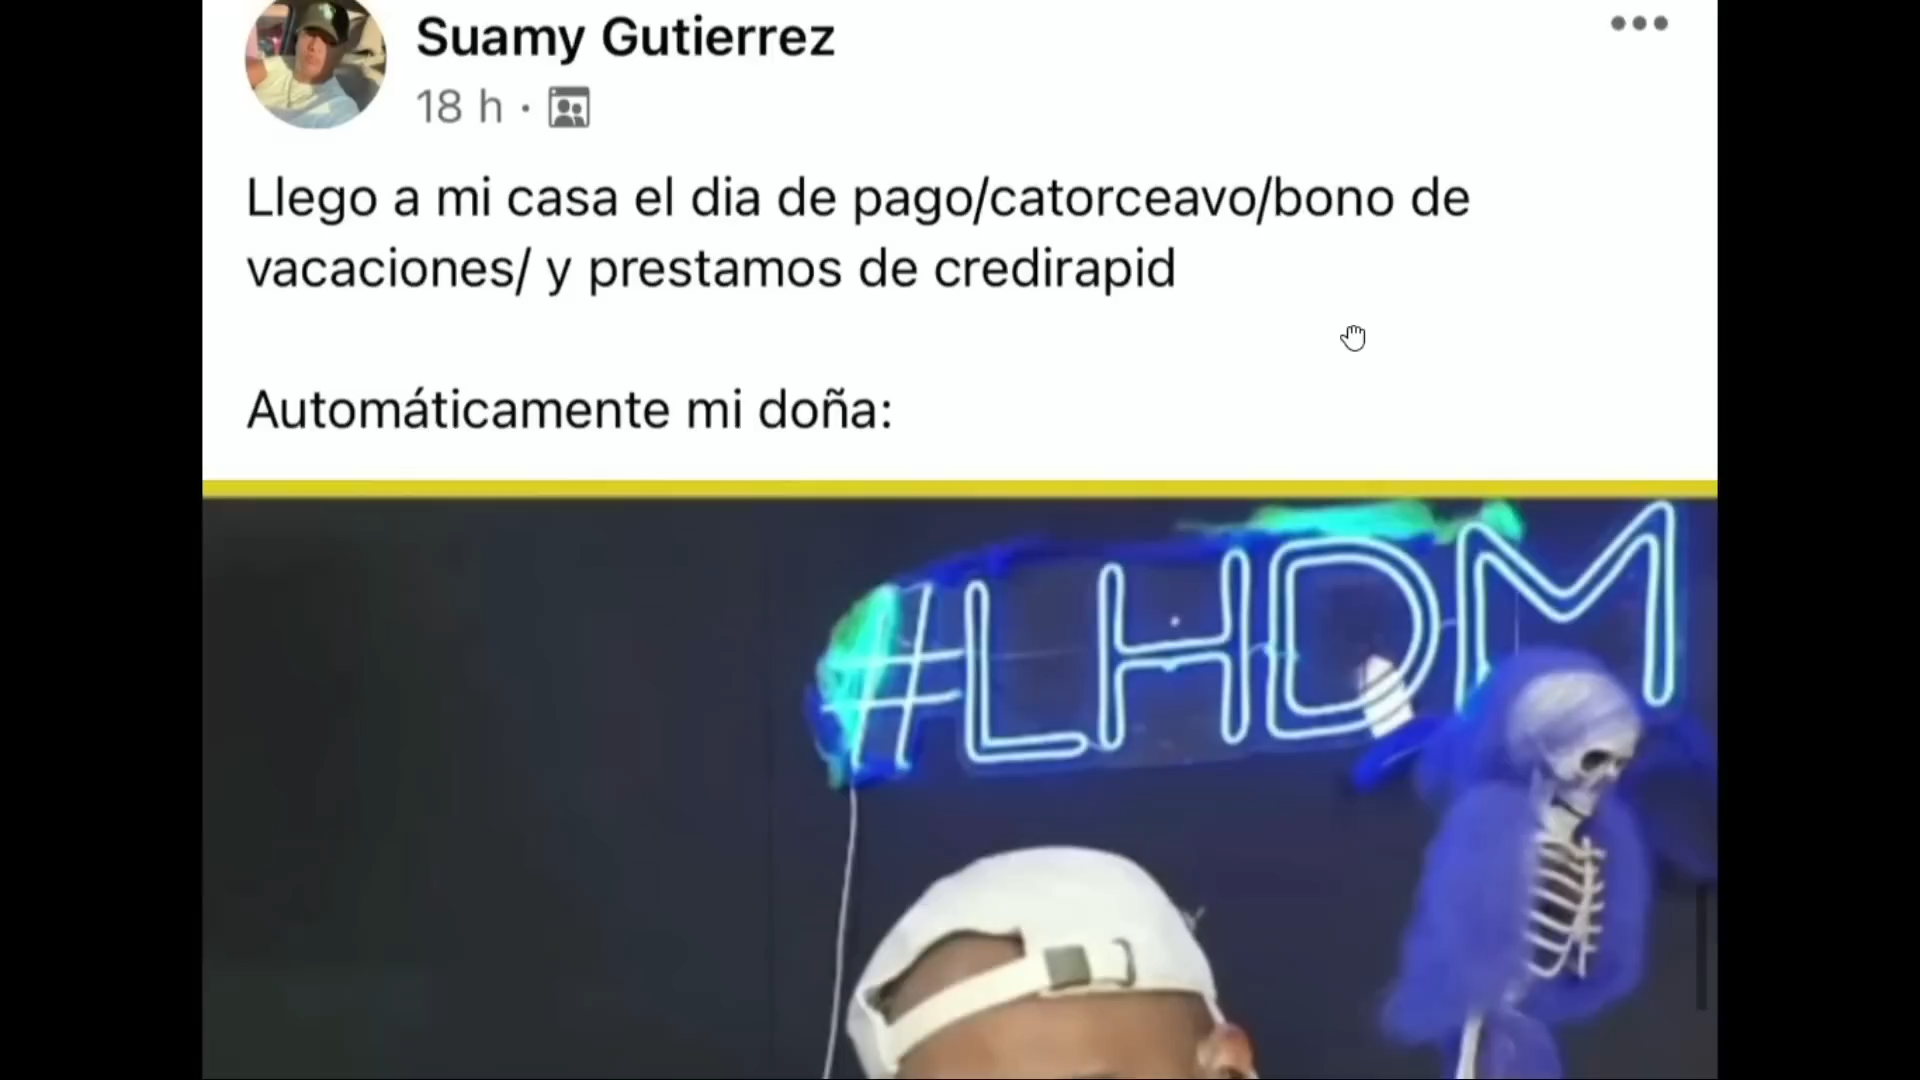 Suamy Gutierrez
18 h ·
Llego a mi casa el dia de pago/catorceavo/bono de
vacaciones/ y prestamos de credirapid
Automáticamente mi doña:
#LHDM